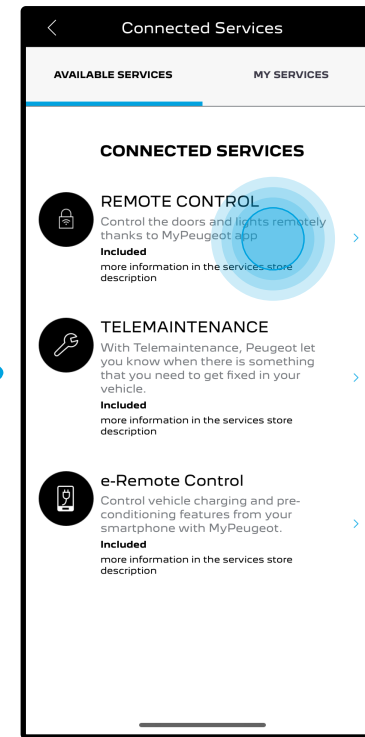 Connected Services
AVAILABLE SERVICES
MY SERVICES
CONNECTED SERVICES
REMOTE CONTROL
Control the doors and lights remotely
thanks to MyPeugeot app
Included
more information in the services store
description
TELEMAINTENANCE
With Telemaintenance, Peugeot let
you know when there is something
that you need to get fixed in your
vehicle.
Included
more information in the services store
description
e-Remote Control
Control vehicle charging and pre-
conditioning features from your
smartphone with MyPeugeot.
Included
more information in the services store
description